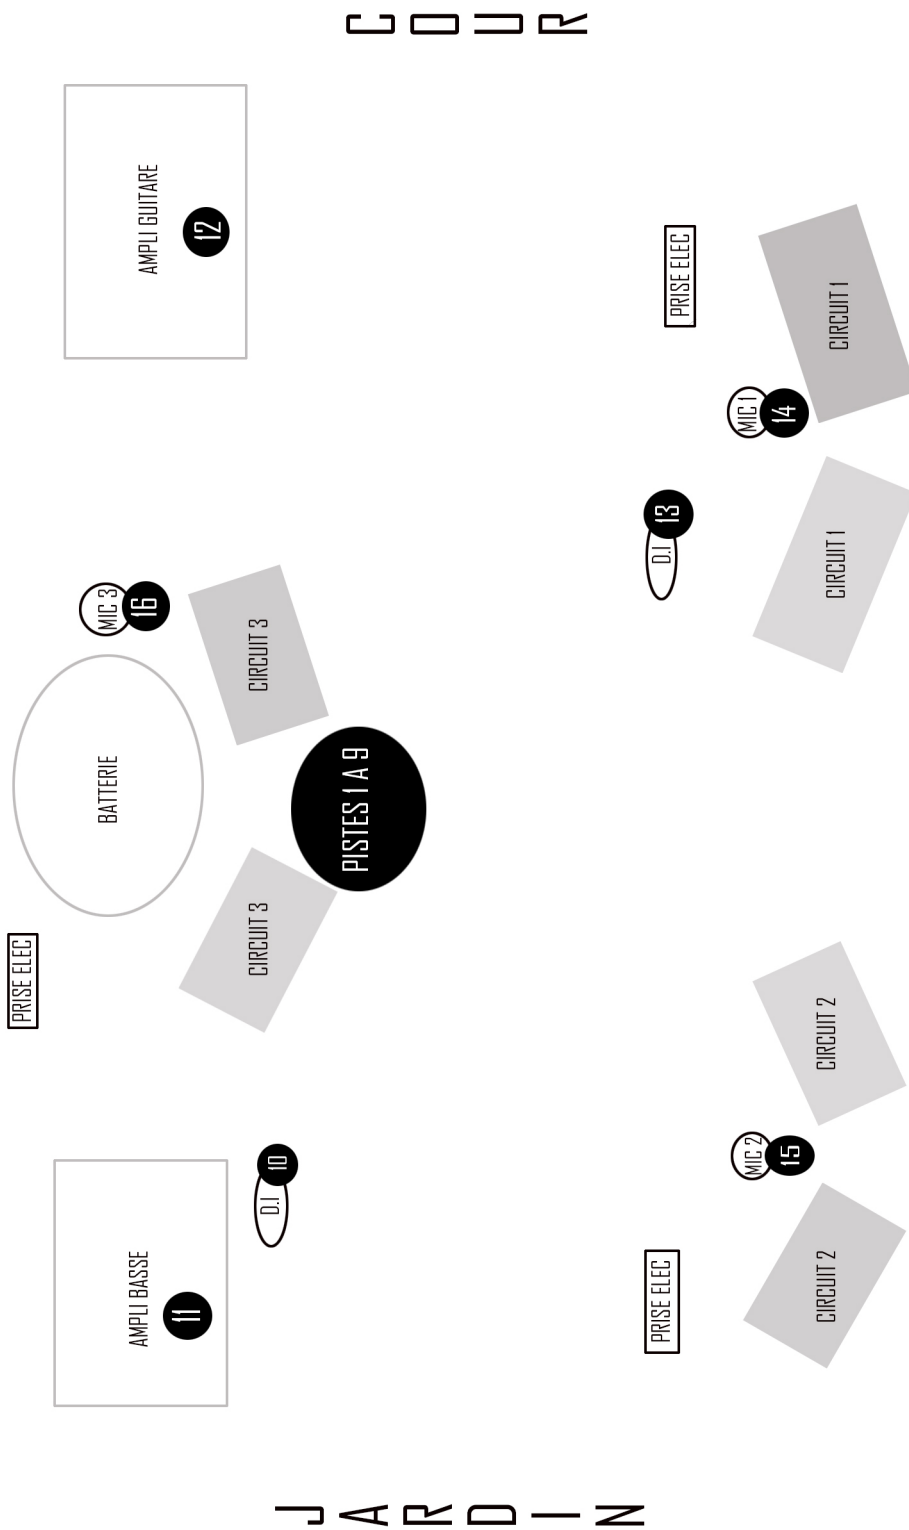 JARDIN
COUR
PRISE ELEC
BATTERIE
MIC 3
16
AMPLI BASSE
11
AMPLI GUITARE
12
D.I
10
CIRCUIT 3
CIRCUIT 3
PISTES 1 A 9
PRISE ELEC
D.I
13
PRISE ELEC
MIC 2
15
MIC 1
14
CIRCUIT 2
CIRCUIT 2
CIRCUIT 1
CIRCUIT 1